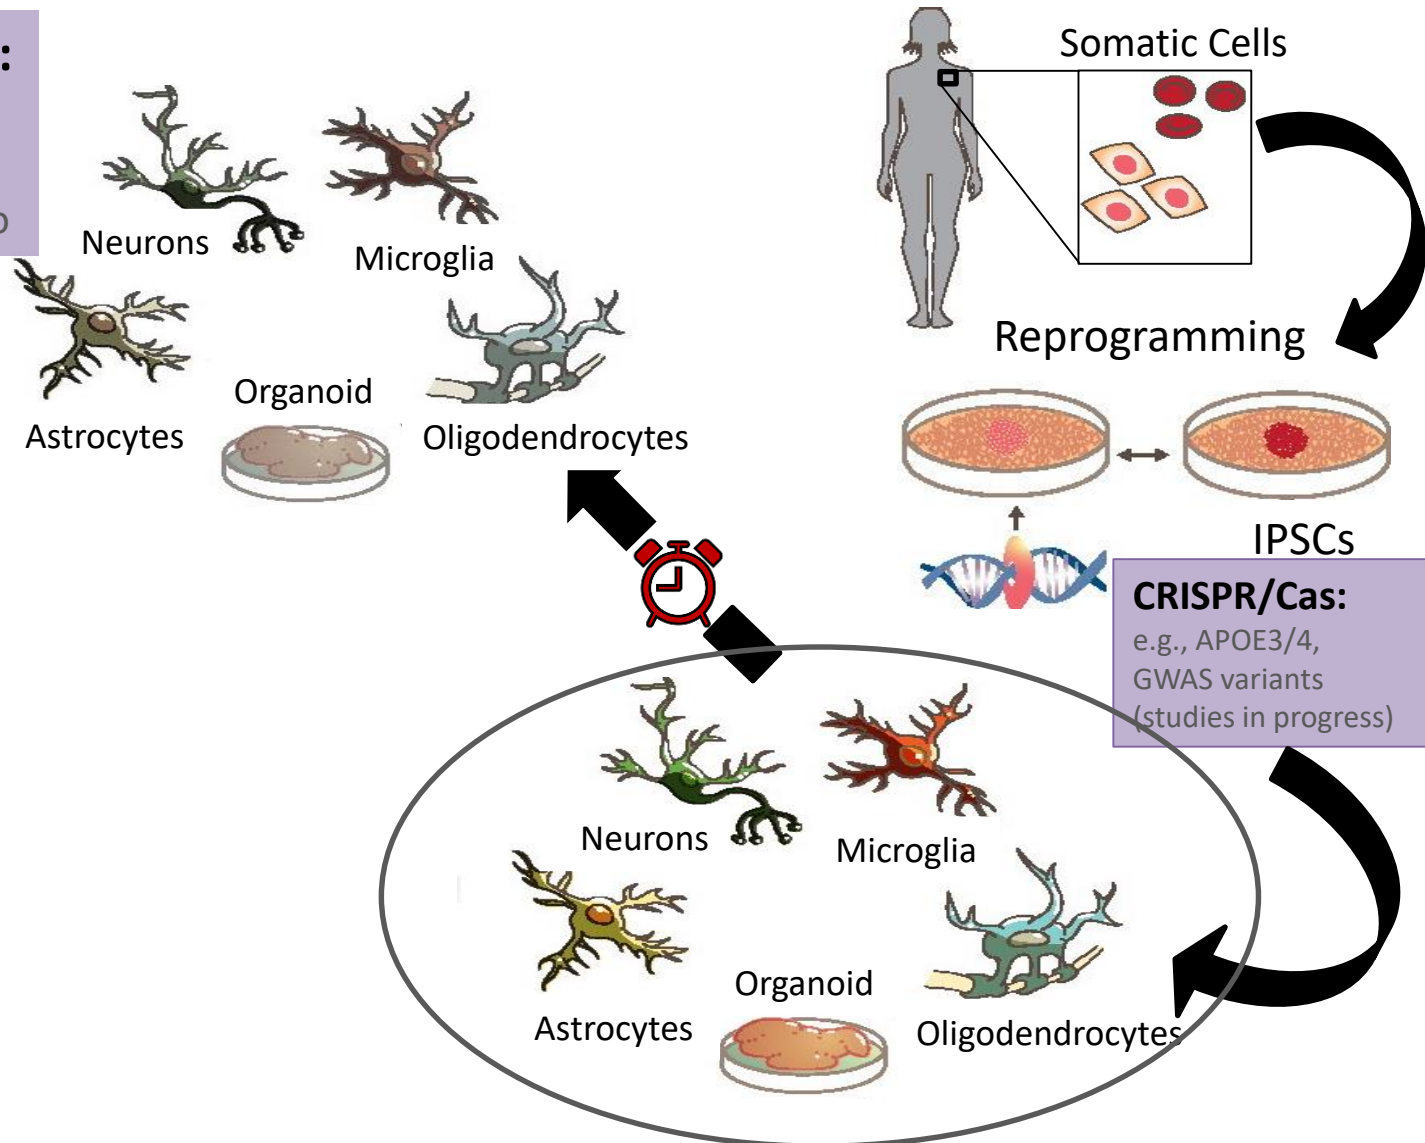 :
Somatic Cells
Neurons
Microglia
Astrocytes
Organoid
Oligodendrocytes
Reprogramming
IPSCs
CRISPR/Cas:
e.g., APOE3/4,
GWAS variants
(studies in progress)
Neurons
Microglia
Astrocytes
Organoid
Oligodendrocytes